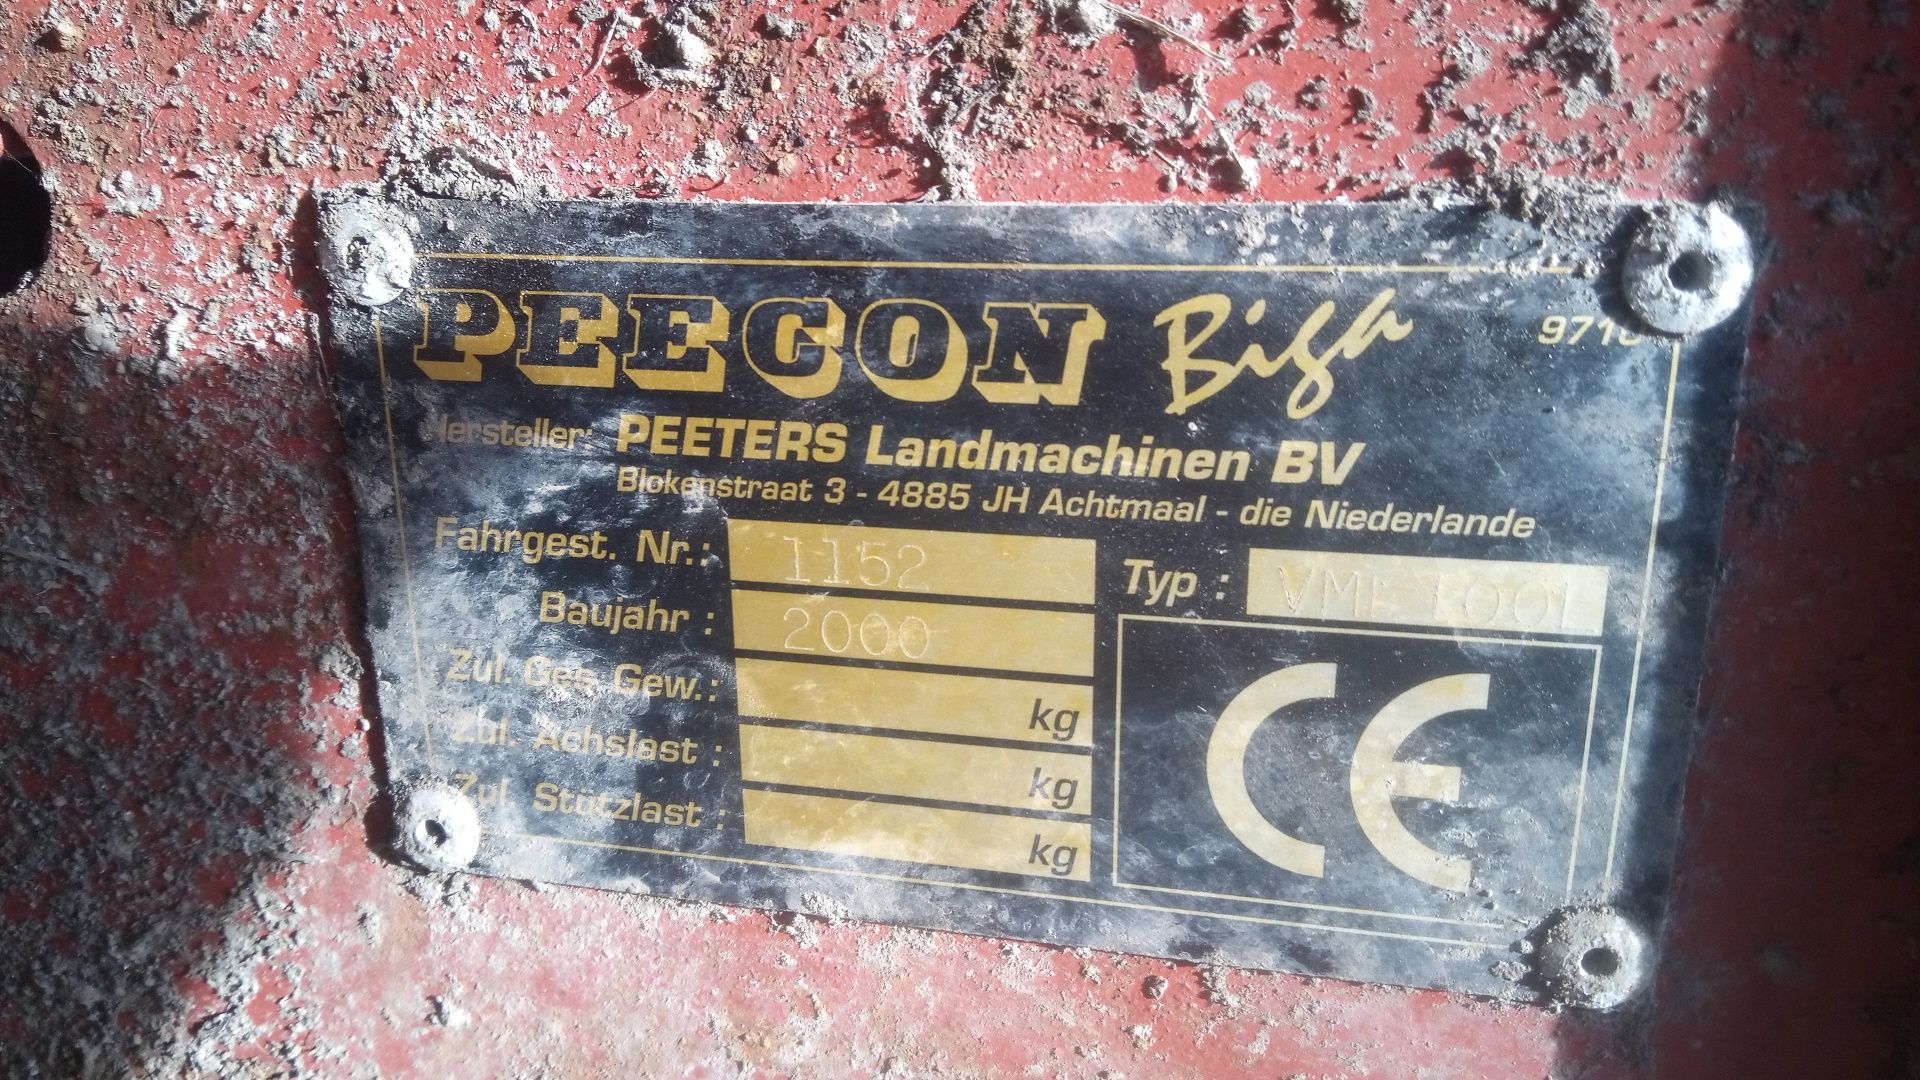 PEECON Biga
Hersteller: PEETERS Landmachinen BV
Blokenstraat 3 - 4885 JH Achtmaal - die Niederlande
Fahrgest. Nr.: 1152 Typ :
Baujahr : 2000
Zul. Ges Gew.: kg
Zul. Achslast : kg
Zul. Stützlast : kg
CE